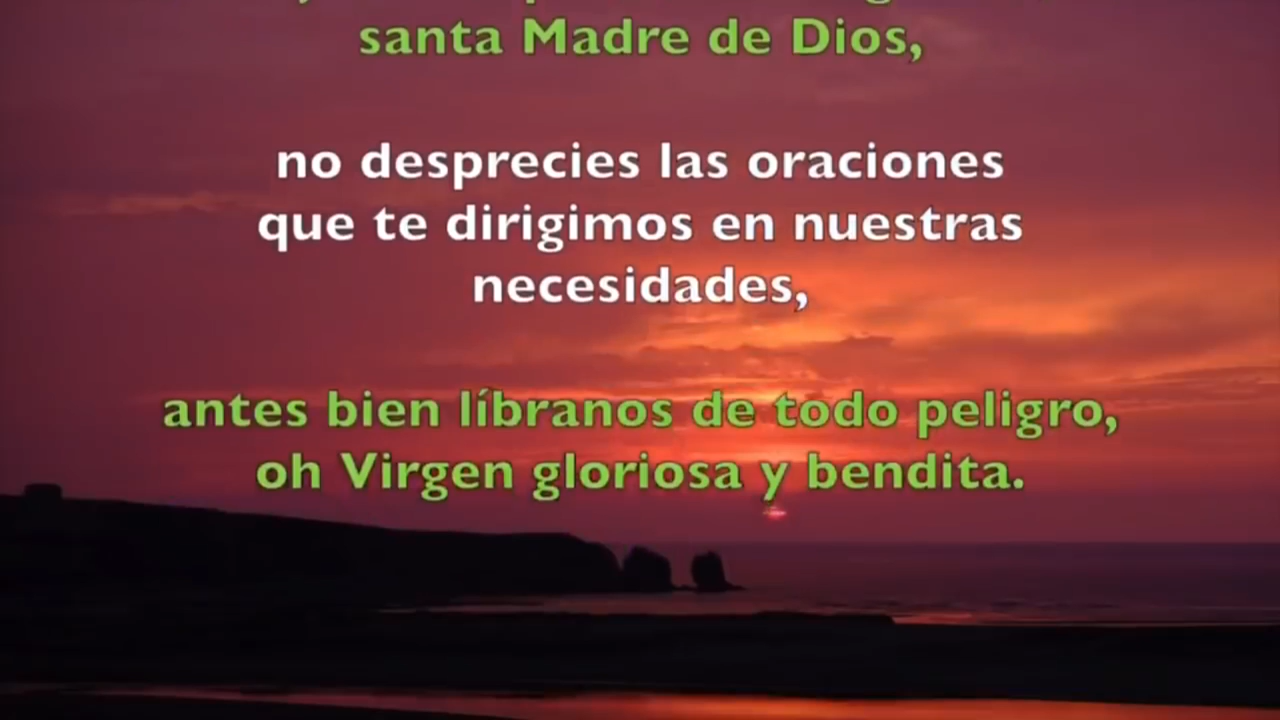 santa Madre de Dios,
no desprecies las oraciones
que te dirigimos en nuestras
necesidades,
antes bien líbranos de todo peligro,
oh Virgen gloriosa y bendita.